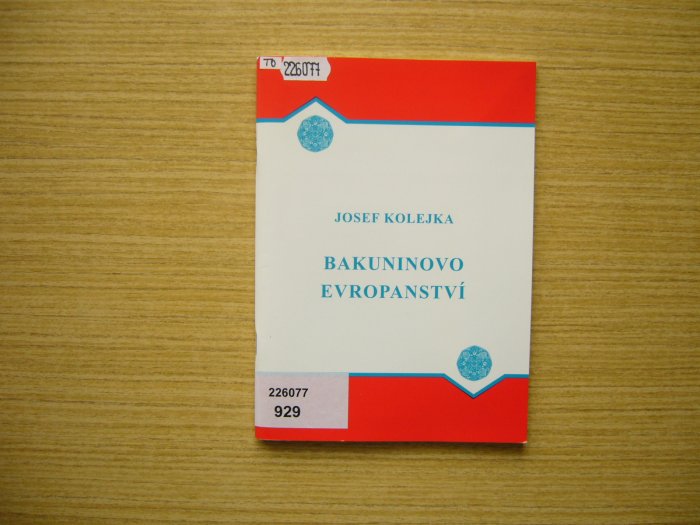 TO
226077
JOSEF KOLEJKA
BAKUNINOVO
EVROPANSTVÍ
226077
929